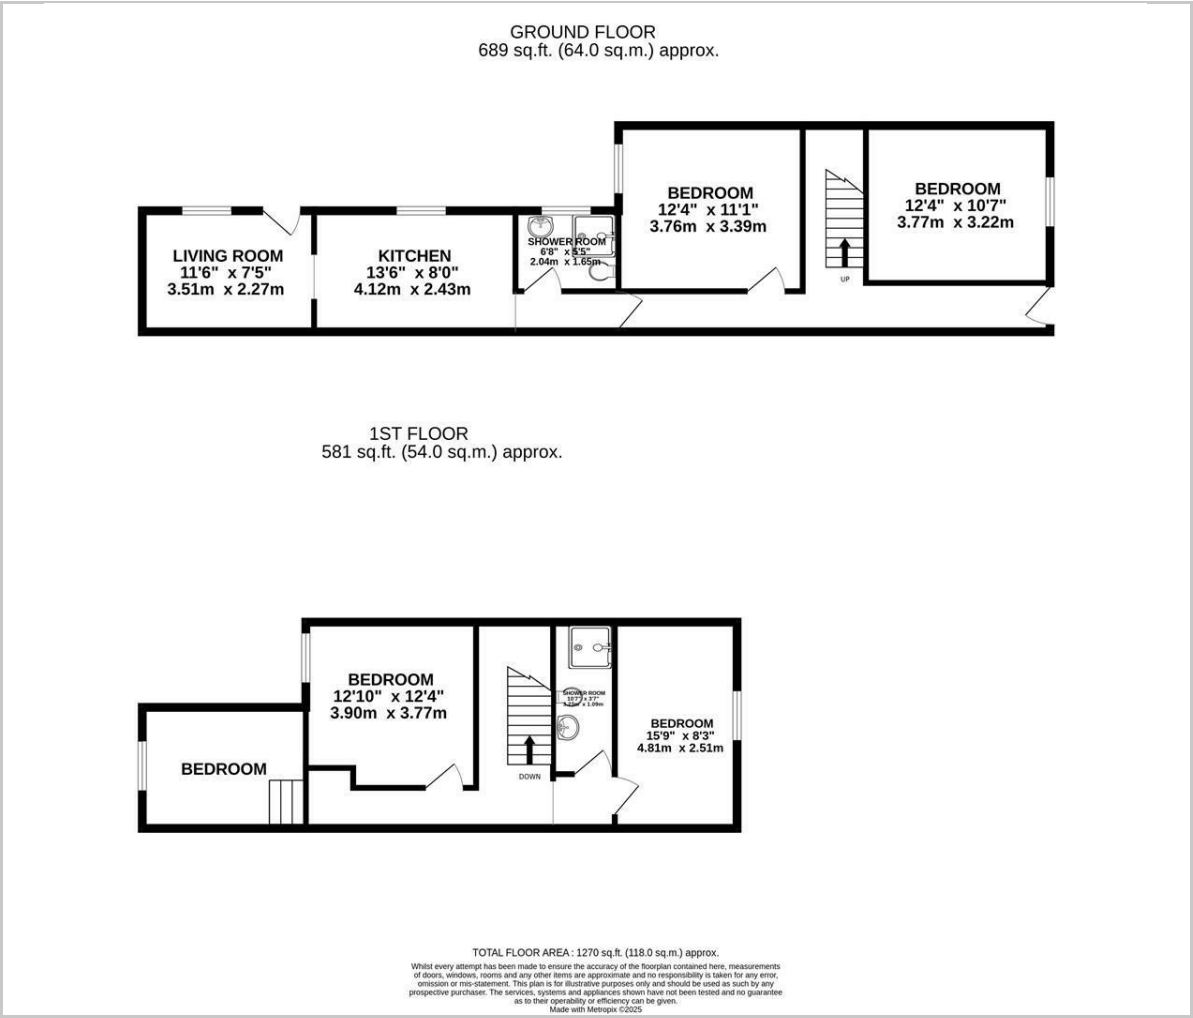 GROUND FLOOR
689 sq.ft. (64.0 sq.m.) approx.
LIVING ROOM
11'6" x 7'5"
3.51m x 2.27m
KITCHEN
13'6" x 8'0"
4.12m x 2.43m
SHOWER ROOM
6'8" x 5'5"
2.04m x 1.65m
BEDROOM
12'4" x 11'1"
3.76m x 3.39m
UP
BEDROOM
12'4" x 10'7"
3.77m x 3.22m
1ST FLOOR
581 sq.ft. (54.0 sq.m.) approx.
BEDROOM
BEDROOM
12'10" x 12'4"
3.90m x 3.77m
DOWN
SHOWER ROOM
10'7" x 3'7"
3.23m x 1.09m
BEDROOM
15'9" x 8'3"
4.81m x 2.51m
TOTAL FLOOR AREA : 1270 sq.ft. (118.0 sq.m.) approx.
Whilst every attempt has been made to ensure the accuracy of the floorplan contained here, measurements
of doors, windows, rooms and any other items are approximate and no responsibility is taken for any error,
omission or mis-statement. This plan is for illustrative purposes only and should be used as such by any
prospective purchaser. The services, systems and appliances shown have not been tested and no guarantee
as to their operability or efficiency can be given.
Made with Metropix ©2025